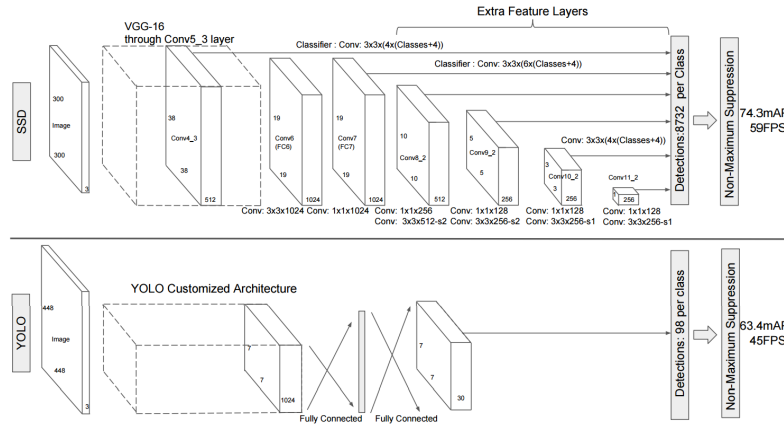 Extra Feature Layers
VGG-16
through Conv5_3 layer
Classifier : Conv: 3x3x(4x(Classes+4))
Classifier : Conv: 3x3x(6x(Classes+4))
SSD
300
Image
300
3
38
Conv4_3
38
512
19
Conv6
(FC6)
19
1024
19
Conv7
(FC7)
19
1024
10
Conv8_2
10
512
5
Conv9_2
5
256
Conv: 3x3x(4x(Classes+4))
3
Conv10_2
3
256
Conv11_2
256
Conv: 3x3x1024
Conv: 1x1x1024
Conv: 1x1x256
Conv: 3x3x512-s2
Conv: 1x1x128
Conv: 3x3x256-s2
Conv: 1x1x128
Conv: 3x3x256-s1
Conv: 1x1x128
Conv: 3x3x256-s1
Detections:8732 per Class
Non-Maximum Suppression
74.3mAP
59FPS
YOLO
YOLO Customized Architecture
448
Image
448
3
7
7
1024
Fully Connected
Fully Connected
7
7
30
Detections: 98 per class
Non-Maximum Suppression
63.4mAP
45FPS